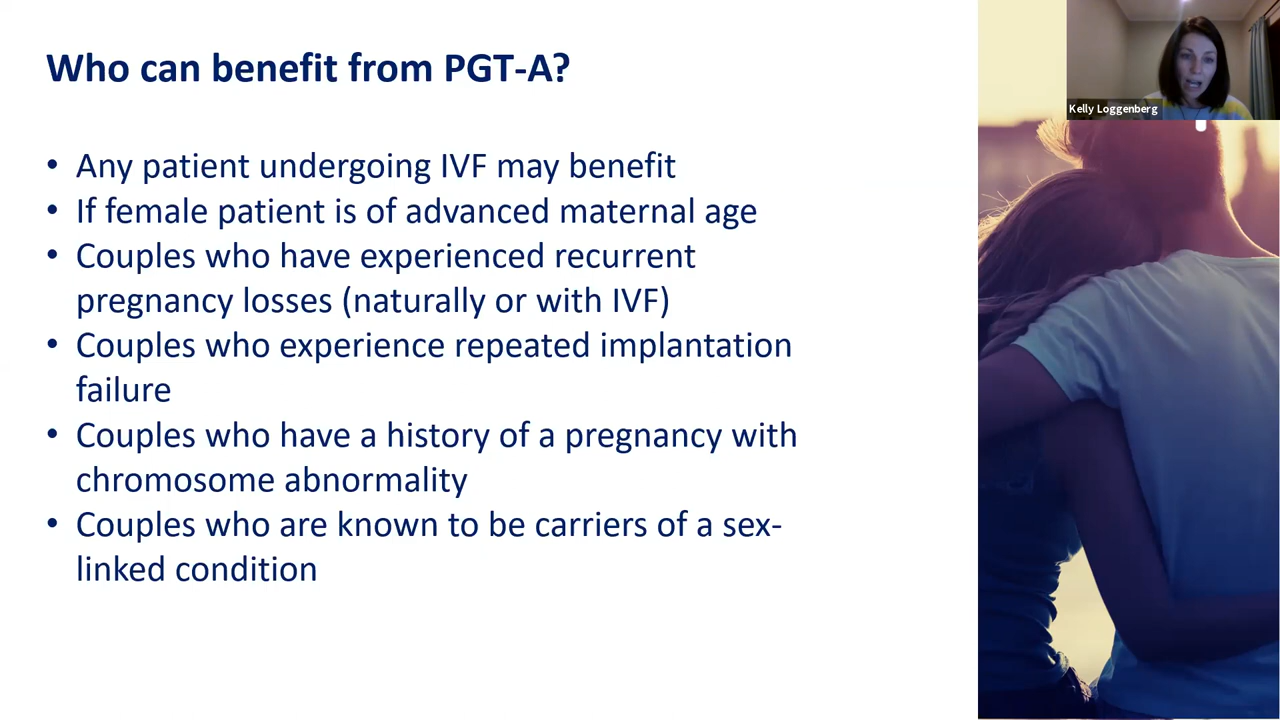 Who can benefit from PGT-A?
Kelly Loggenberg
• Any patient undergoing IVF may benefit
• If female patient is of advanced maternal age
• Couples who have experienced recurrent
pregnancy losses (naturally or with IVF)
• Couples who experience repeated implantation
failure
• Couples who have a history of a pregnancy with
chromosome abnormality
• Couples who are known to be carriers of a sex-
linked condition